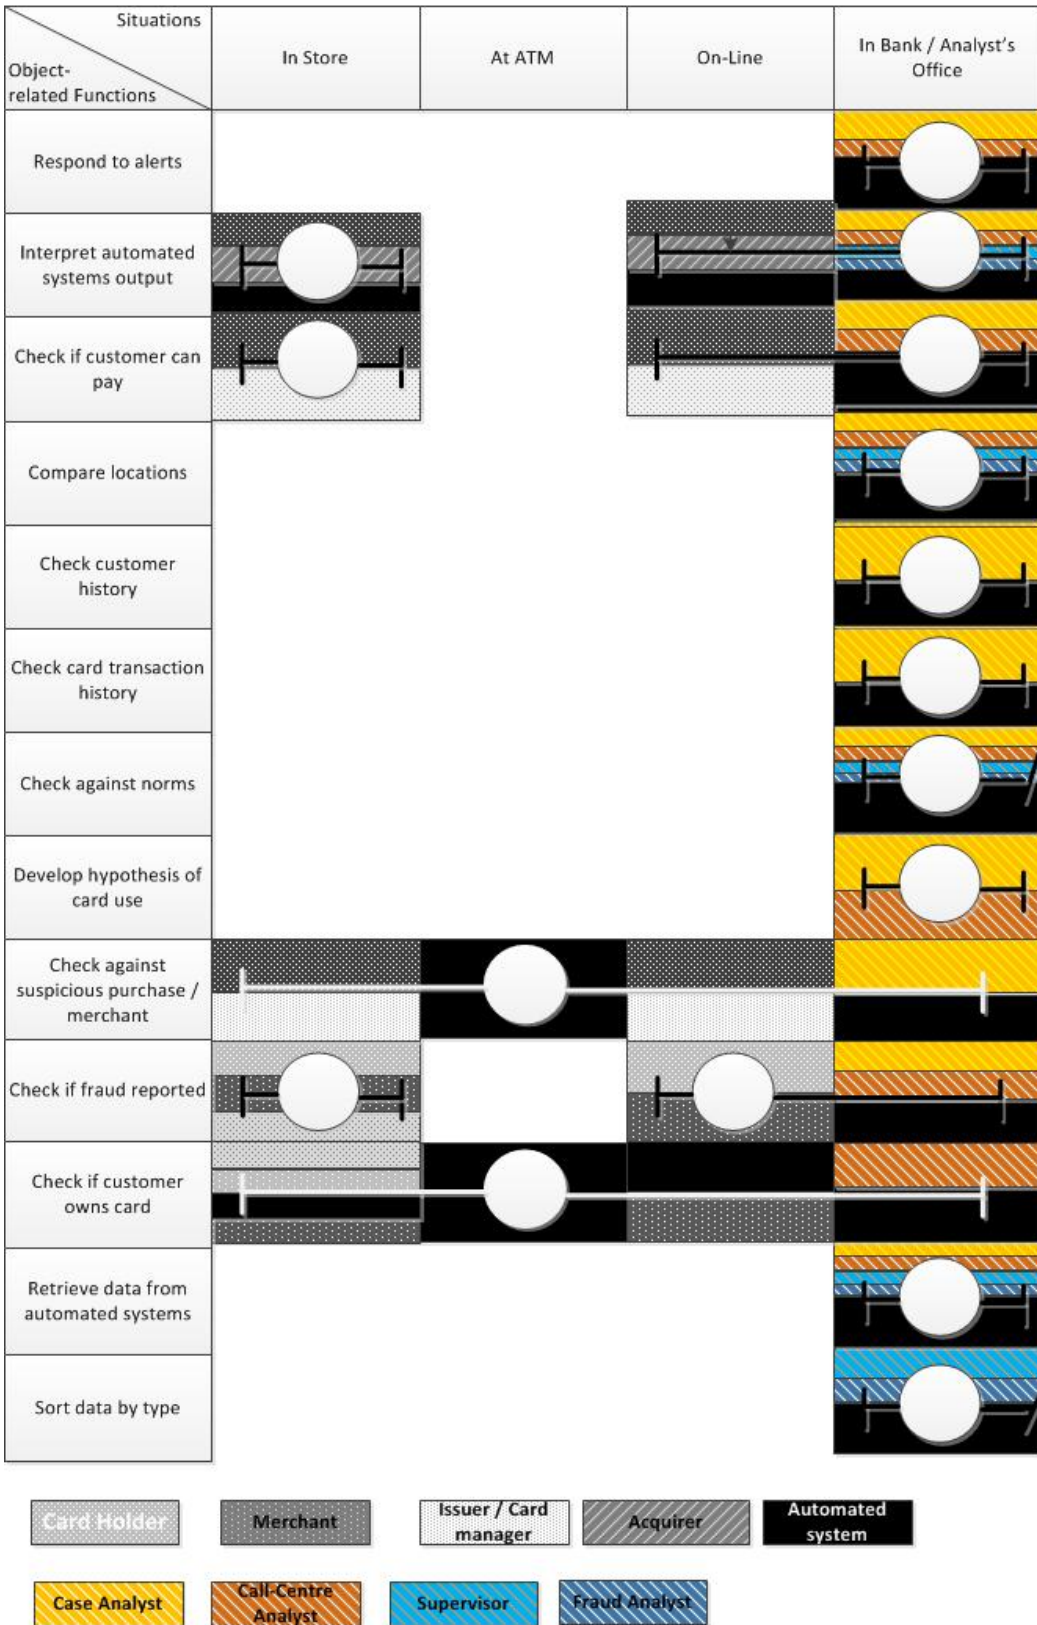 Situations
Object-
related Functions
In Store
At ATM
On-Line
In Bank / Analyst's
Office
Respond to alerts
Interpret automated
systems output
Check if customer can
pay
Compare locations
Check customer
history
Check card transaction
history
Check against norms
Develop hypothesis of
card use
Check against
suspicious purchase /
merchant
Check if fraud reported
Check if customer
owns card
Retrieve data from
automated systems
Sort data by type
Card Holder
Merchant
Issuer / Card
manager
Acquirer
Automated
system
Case Analyst
Call-Centre
Analyst
Supervisor
Fraud Analyst